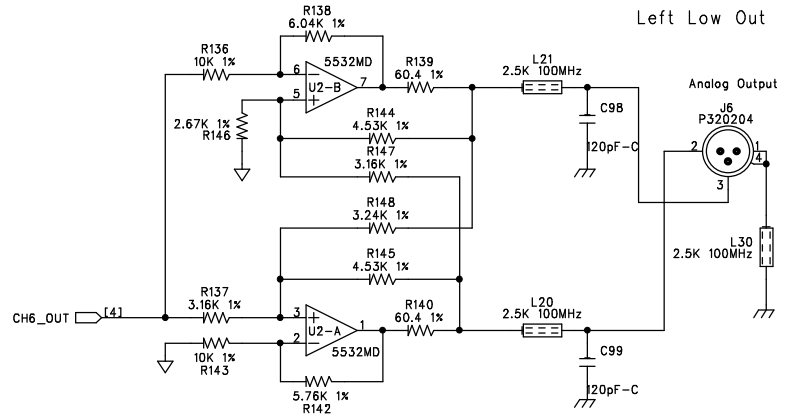 Left Low Out
R138
6.04K 1%
R136
10K 1%
5532MD
6
5
7
U2-B
R139
60.4 1%
L21
2.5K 100MHz
Analog Output
J6
P320204
C98
120pF-C
2.67K 1%
R146
R144
4.53K 1%
R147
3.16K 1%
2
1
4
3
R148
3.24K 1%
L30
2.5K 100MHz
R145
4.53K 1%
R137
3.16K 1%
CH6_OUT
[4]
3
2
1
U2-A
5532MD
R140
60.4 1%
L20
2.5K 100MHz
10K 1%
R143
C99
120pF-C
5.76K 1%
R142